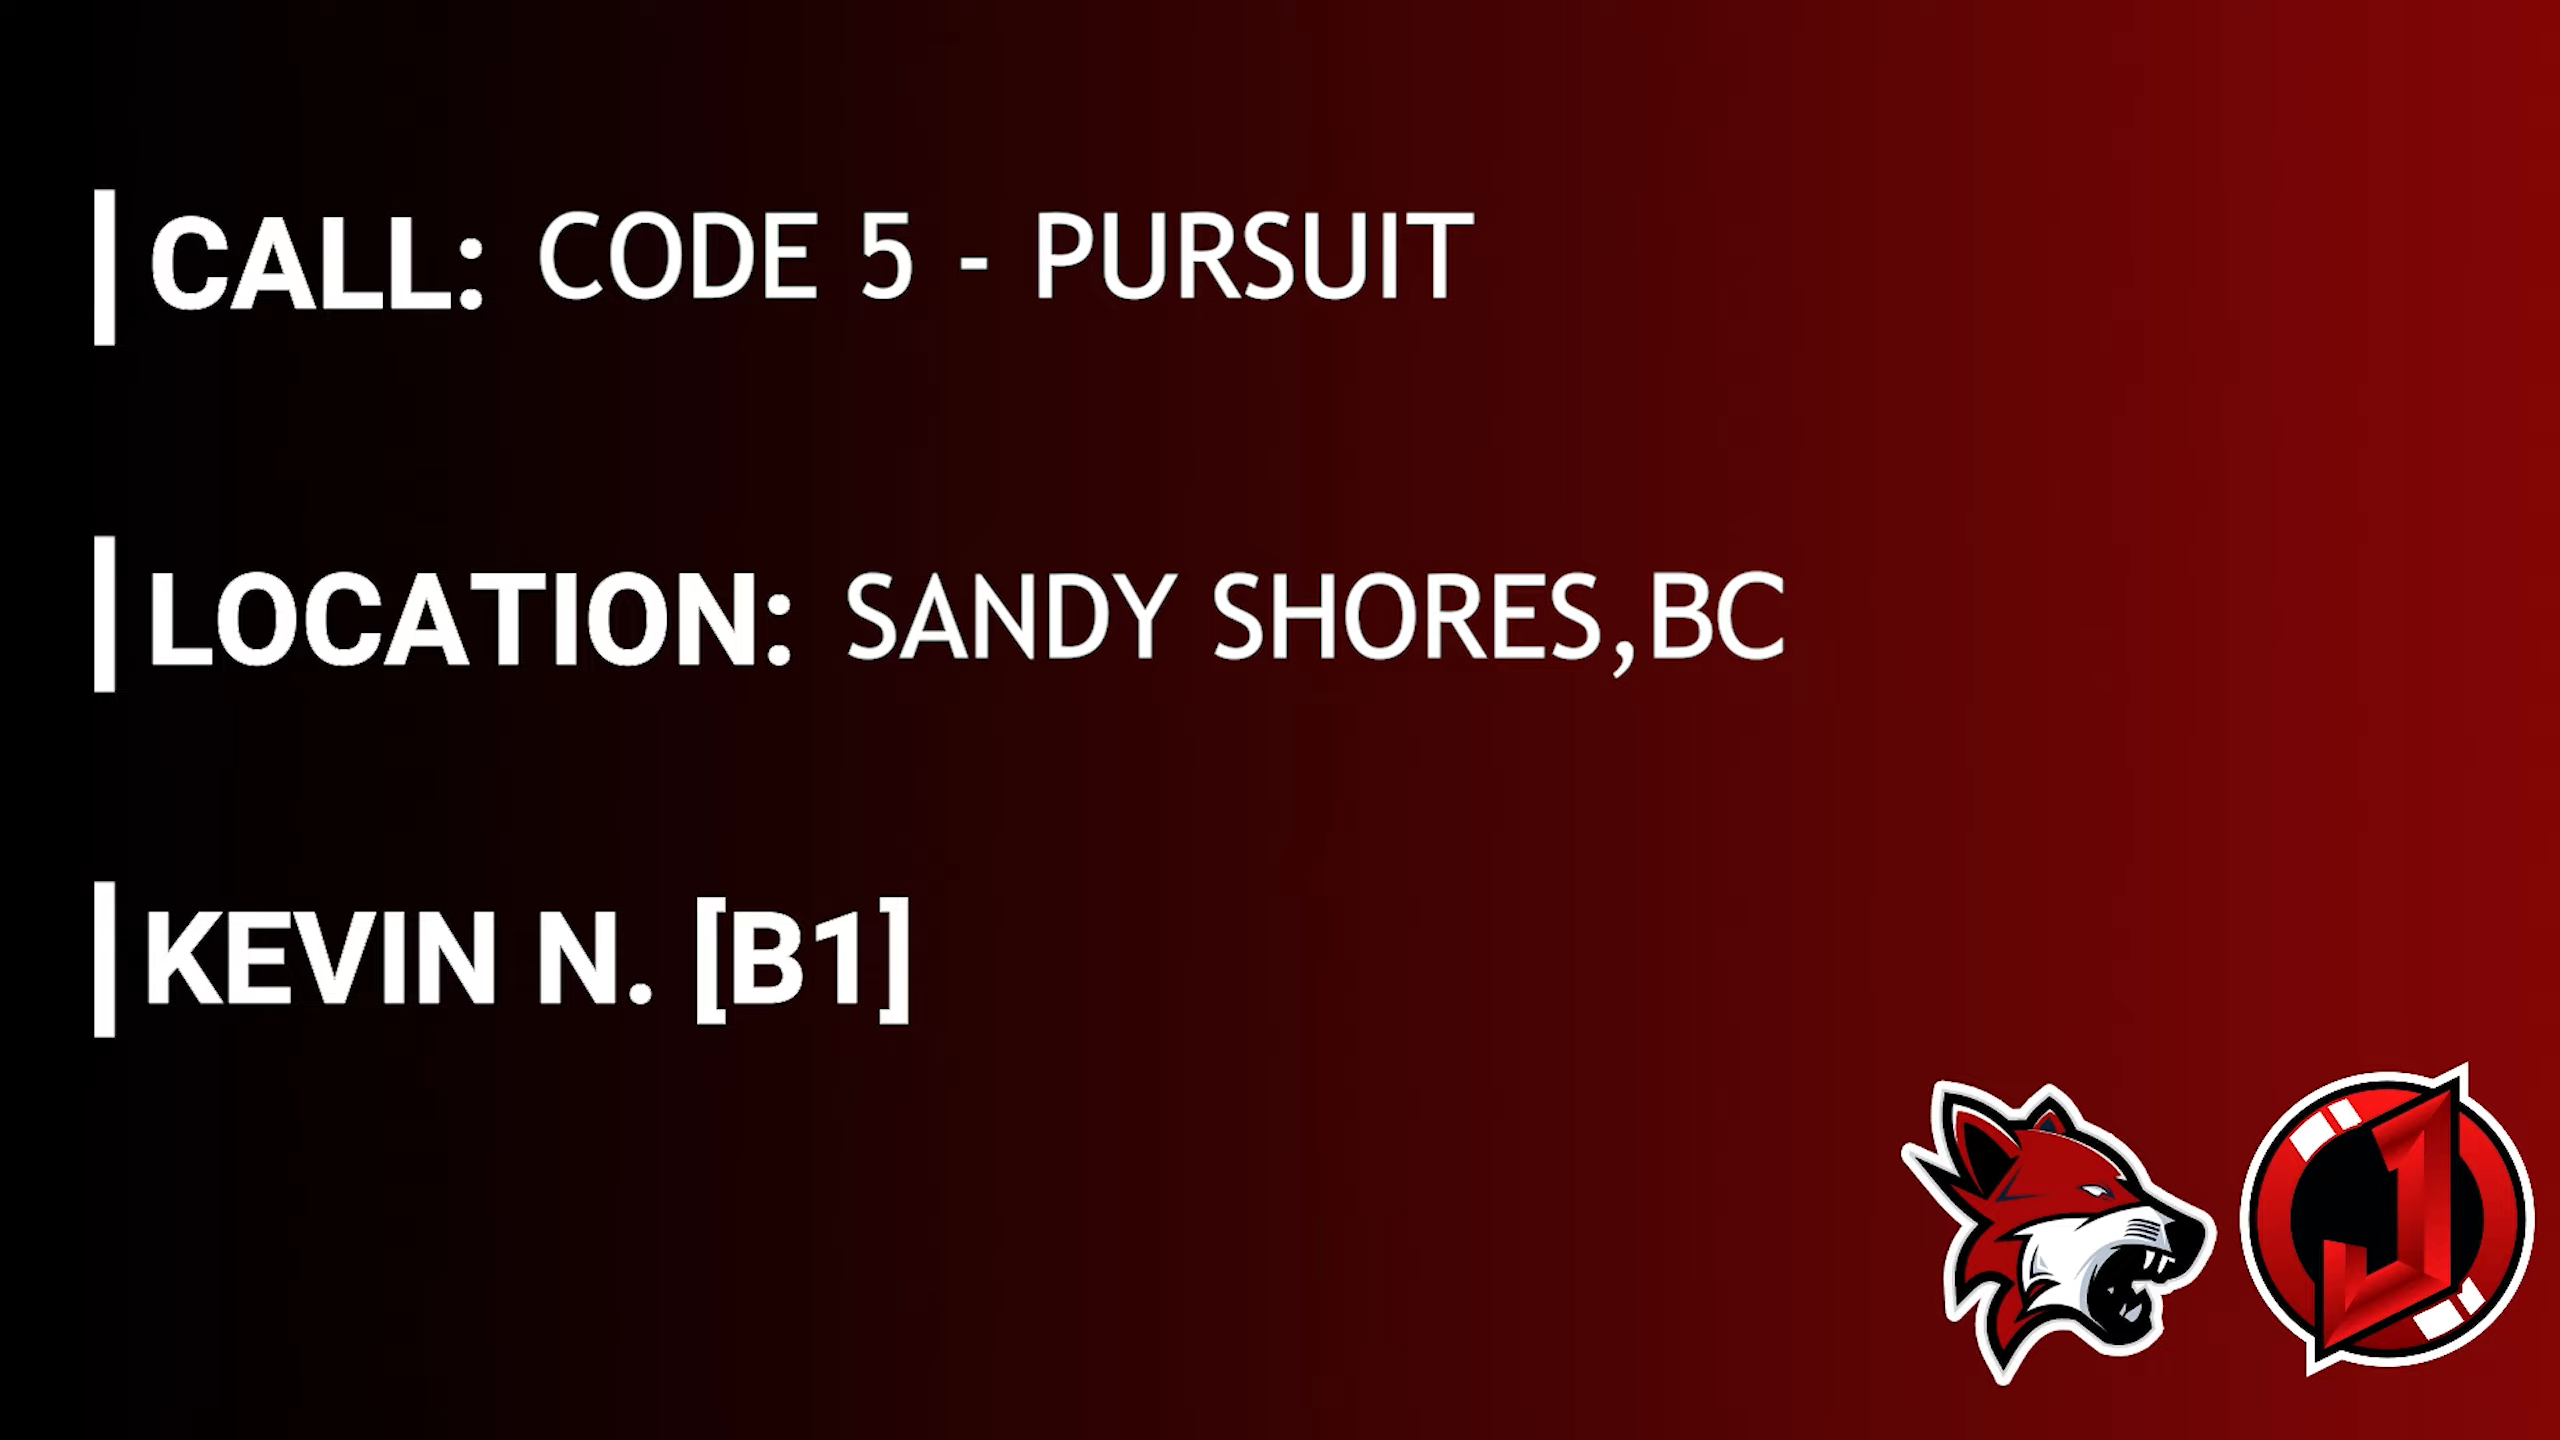 CALL: CODE 5 - PURSUIT
LOCATION: SANDY SHORES,BC
KEVIN N. [B1]
J